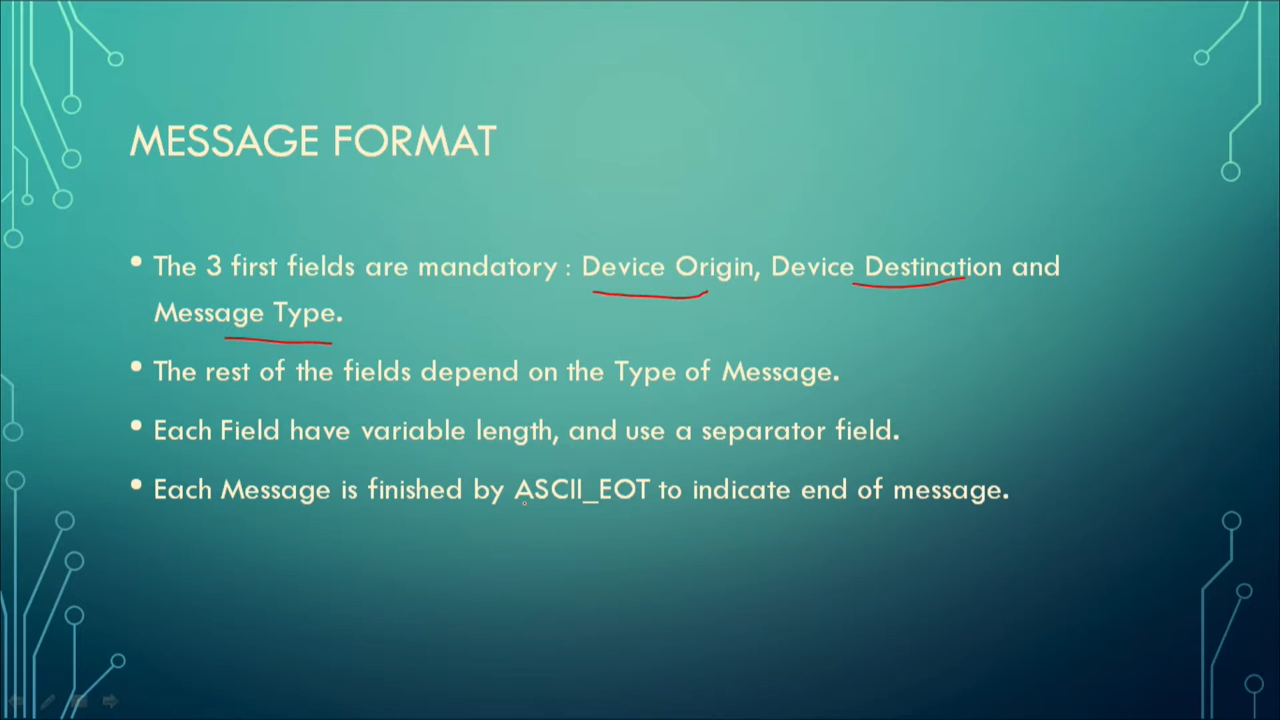 MESSAGE FORMAT
• The 3 first fields are mandatory : Device Origin, Device Destination and
Message Type.
• The rest of the fields depend on the Type of Message.
• Each Field have variable length, and use a separator field.
• Each Message is finished by ASCII_EOT to indicate end of message.